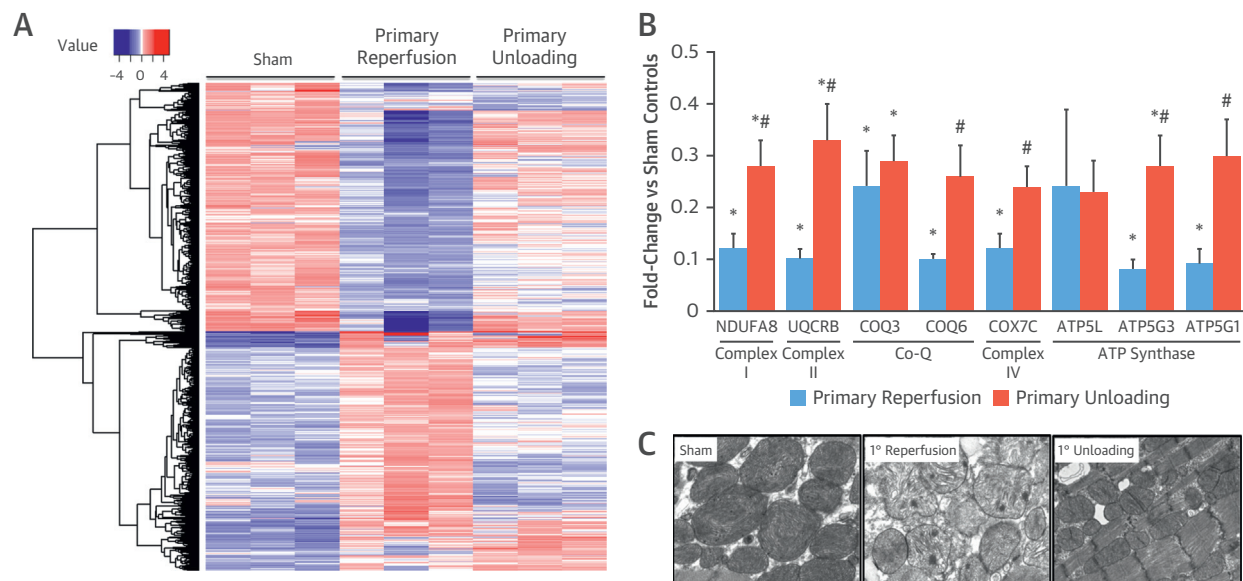 A
Value
-4 0 4
Sham
Primary
Reperfusion
Primary
Unloading
B
Fold-Change vs Sham Controls
0.5
0.4
0.3
0.2
0.1
0
* *# * *# * * * # * # * *# * #
NDUFA8 UQCRB COQ3 COQ6 COX7C ATP5L ATP5G3 ATP5G1
Complex
I
Complex
II
Co-Q
Complex
IV
ATP Synthase
Primary Reperfusion Primary Unloading
C
Sham
1° Reperfusion
1° Unloading